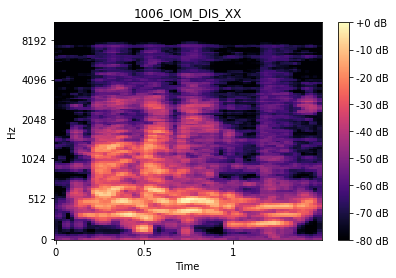 1006_IOM_DIS_XX
8192
4096
2048
1024
512
0
Hz
0
0.5
1
Time
+0 dB
-10 dB
-20 dB
-30 dB
-40 dB
-50 dB
-60 dB
-70 dB
-80 dB